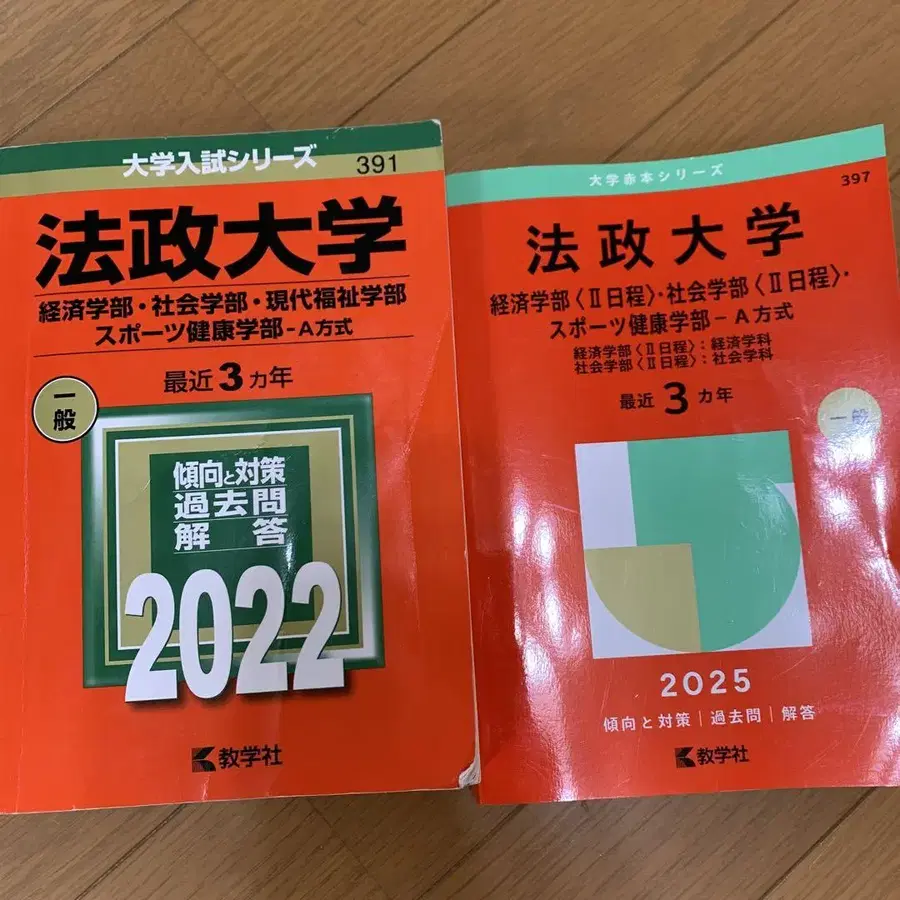 大学入試シリーズ
391
法政大学
経済学部・社会学部・現代福祉学部
スポーツ健康学部－A方式
最近3カ年
一般
傾向と対策
過去問
解答
2022
教学社
大学赤本シリーズ
397
法政大学
経済学部〈Ⅱ日程〉・社会学部〈Ⅱ日程〉・
スポーツ健康学部－A方式
経済学部〈Ⅱ日程〉：経済学科
社会学部〈Ⅱ日程〉：社会学科
最近3カ年
一般
2025
傾向と対策｜過去問｜解答
教学社